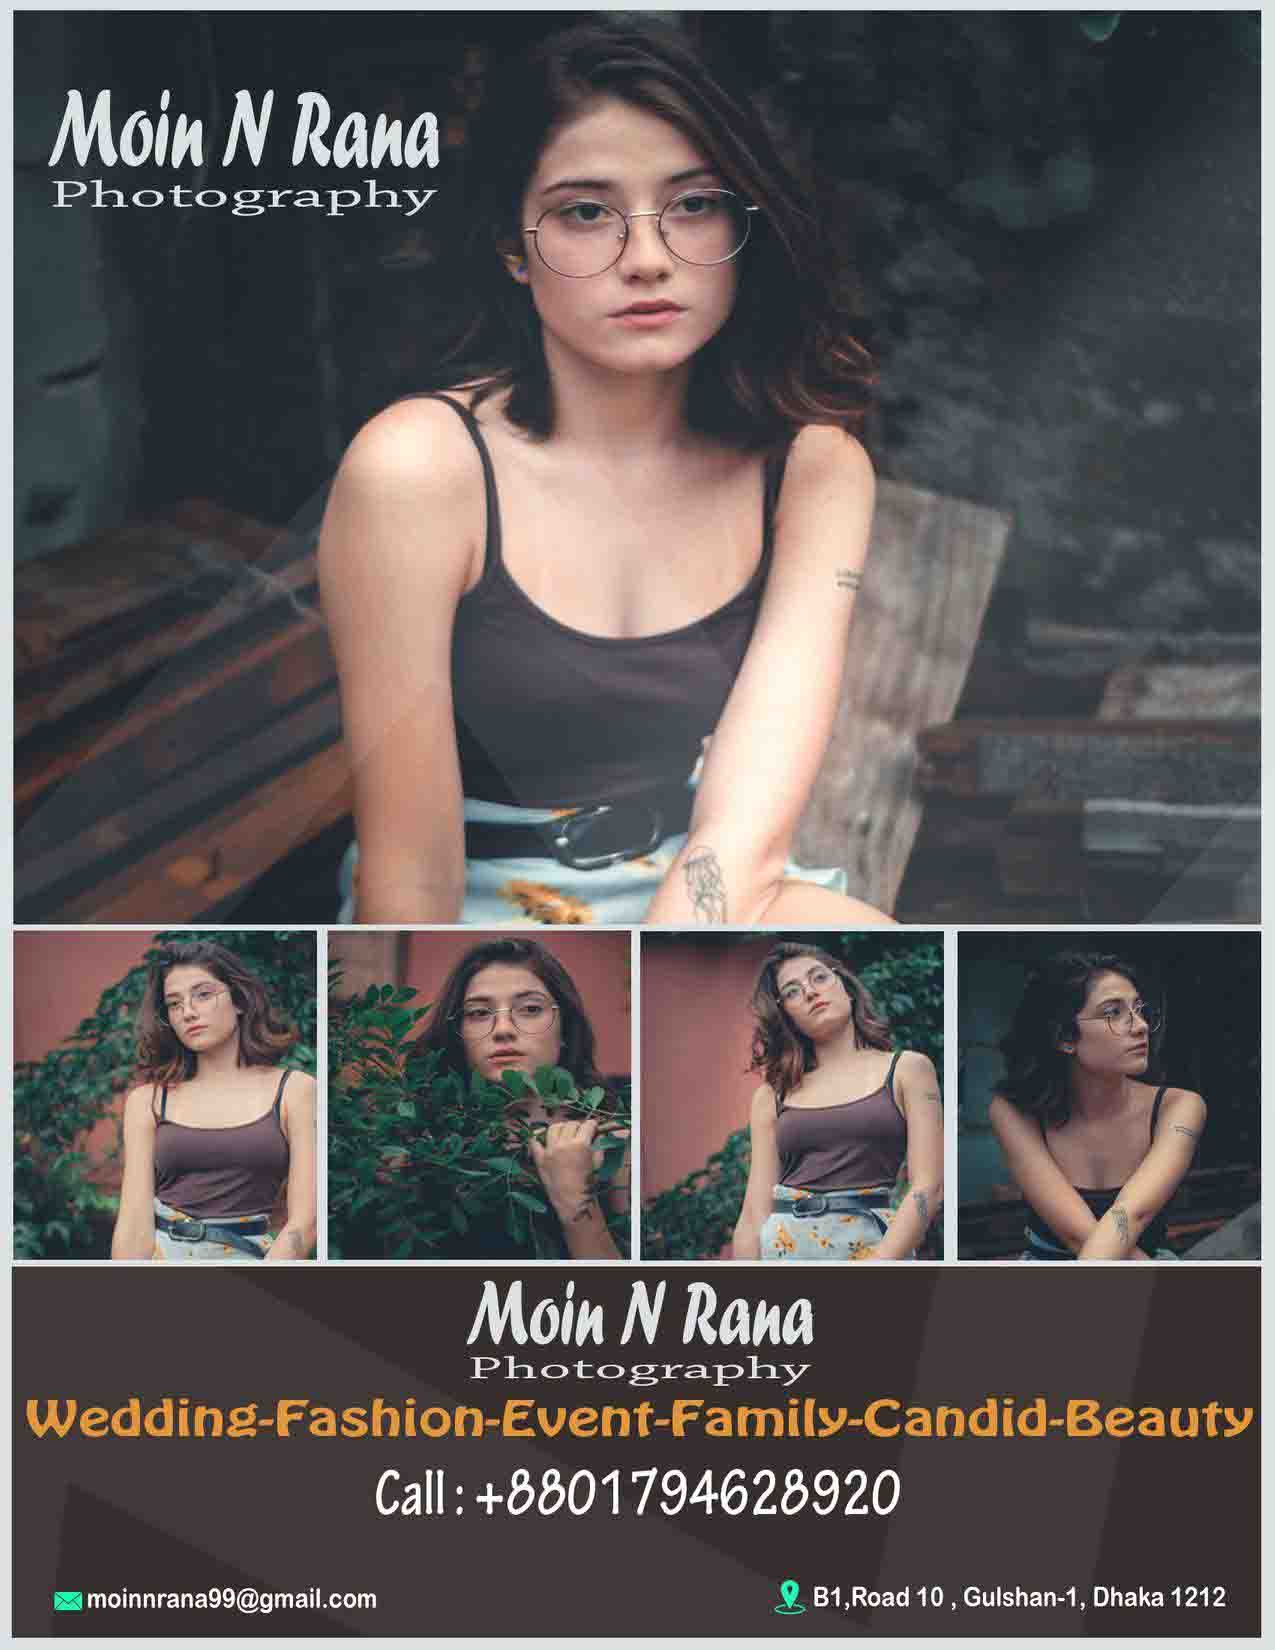 Moin N Rana
Photography
Moin N Rana
Photography
Wedding-Fashion-Event-Family-Candid-Beauty
Call : +8801794628920
moinnrana99@gmail.com
B1,Road 10 , Gulshan-1, Dhaka 1212